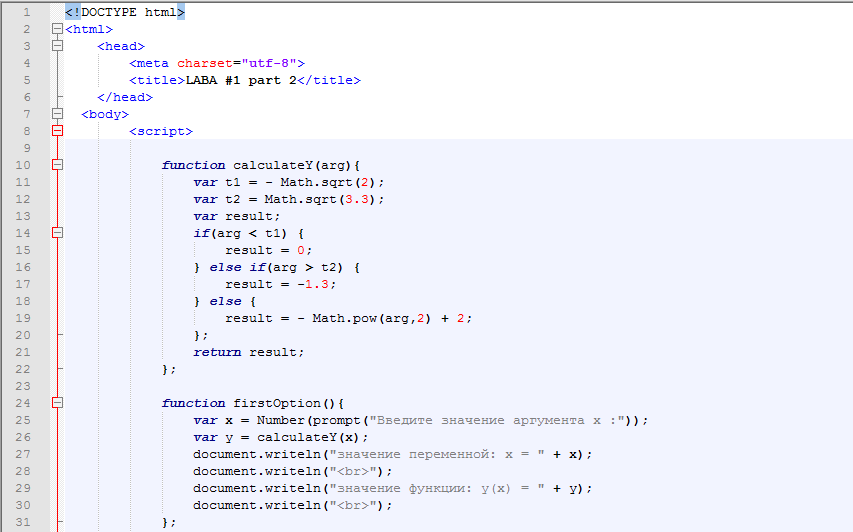 1 <!DOCTYPE html>
2 <html>
3 <head>
4 <meta charset="utf-8">
5 <title>LABA #1 part 2</title>
6 </head>
7 <body>
8 <script>
9
10 function calculateY(arg){
11 var t1 = - Math.sqrt(2);
12 var t2 = Math.sqrt(3.3);
13 var result;
14 if(arg < t1) {
15 result = 0;
16 } else if(arg > t2) {
17 result = -1.3;
18 } else {
19 result = - Math.pow(arg,2) + 2;
20 };
21 return result;
22 };
23
24 function firstOption(){
25 var x = Number(prompt("Введите значение аргумента x :"));
26 var y = calculateY(x);
27 document.writeln("значение переменной: x = " + x);
28 document.writeln("<br>");
29 document.writeln("значение функции: y(x) = " + y);
30 document.writeln("<br>");
31 };